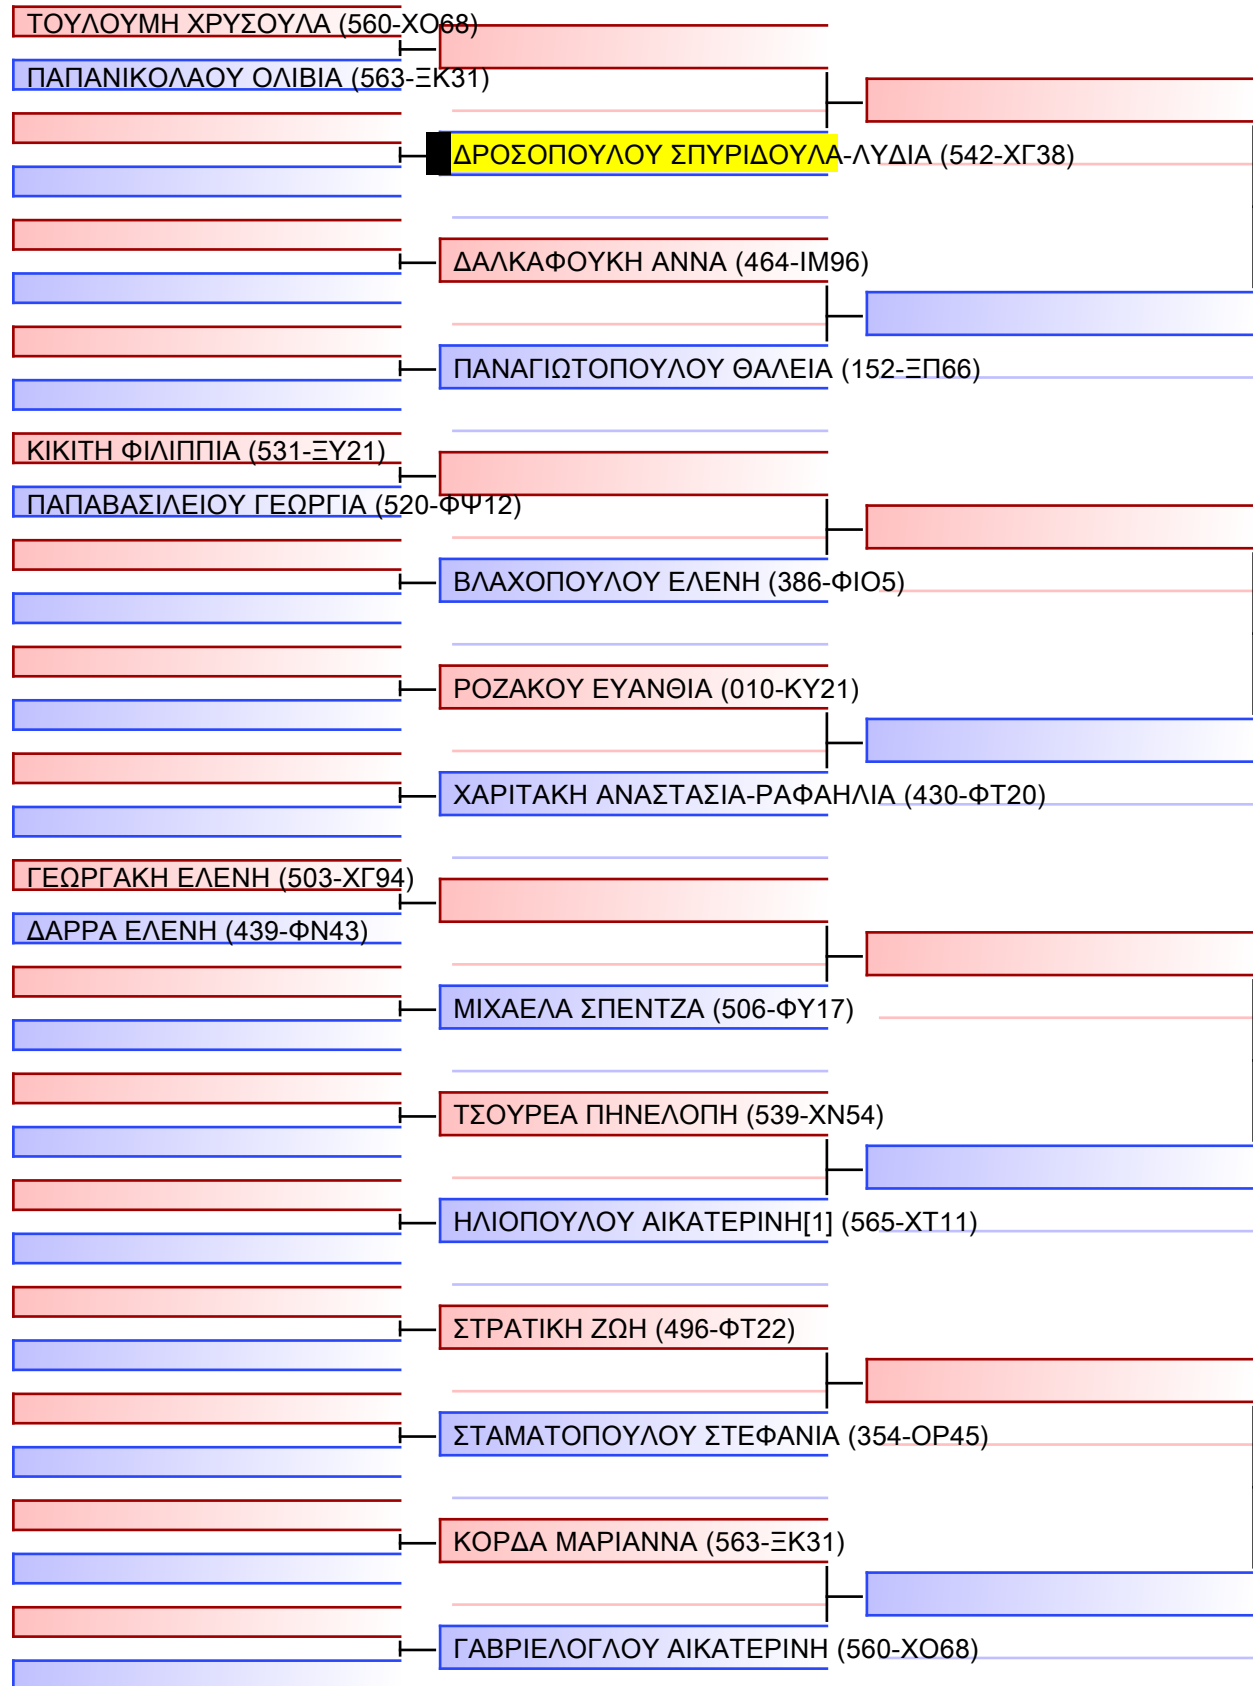 ΤΟΥΛΟΥΜΗ ΧΡΥΣΟΥΛΑ (560-ΧΟ68)
ΠΑΠΑΝΙΚΟΛΑΟΥ ΟΛΙΒΙΑ (563-ΞΚ31)
ΔΡΟΣΟΠΟΥΛΟΥ ΣΠΥΡΙΔΟΥΛΑ-ΛΥΔΙΑ (542-ΧΓ38)
ΔΑΛΚΑΦΟΥΚΗ ΑΝΝΑ (464-ΙΜ96)
ΠΑΝΑΓΙΩΤΟΠΟΥΛΟΥ ΘΑΛΕΙΑ (152-ΞΠ66)
ΚΙΚΙΤΗ ΦΙΛΙΠΠΙΑ (531-ΞΥ21)
ΠΑΠΑΒΑΣΙΛΕΙΟΥ ΓΕΩΡΓΙΑ (520-ΦΨ12)
ΒΛΑΧΟΠΟΥΛΟΥ ΕΛΕΝΗ (386-ΦΙΟ5)
ΡΟΖΑΚΟΥ ΕΥΑΝΘΙΑ (010-ΚΥ21)
ΧΑΡΙΤΑΚΗ ΑΝΑΣΤΑΣΙΑ-ΡΑΦΑΗΛΙΑ (430-ΦΤ20)
ΓΕΩΡΓΑΚΗ ΕΛΕΝΗ (503-ΧΓ94)
ΔΑΡΡΑ ΕΛΕΝΗ (439-ΦΝ43)
ΜΙΧΑΕΛΑ ΣΠΕΝΤΖΑ (506-ΦΥ17)
ΤΣΟΥΡΕΑ ΠΗΝΕΛΟΠΗ (539-ΧΝ54)
ΗΛΙΟΠΟΥΛΟΥ ΑΙΚΑΤΕΡΙΝΗ[1] (565-ΧΤ11)
ΣΤΡΑΤΙΚΗ ΖΩΗ (496-ΦΤ22)
ΣΤΑΜΑΤΟΠΟΥΛΟΥ ΣΤΕΦΑΝΙΑ (354-ΟΡ45)
ΚΟΡΔΑ ΜΑΡΙΑΝΝΑ (563-ΞΚ31)
ΓΑΒΡΙΕΛΟΓΛΟΥ ΑΙΚΑΤΕΡΙΝΗ (560-ΧΟ68)